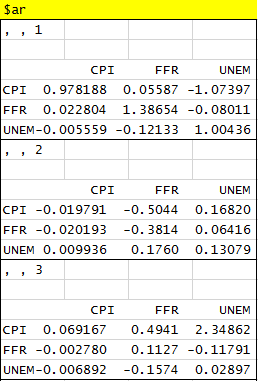 $ar
, , 1
CPI FFR UNEM
CPI 0.978188 0.05587 -1.07397
FFR 0.022804 1.38654 -0.08011
UNEM-0.005559 -0.12133 1.00436
, , 2
CPI FFR UNEM
CPI -0.019791 -0.5044 0.16820
FFR -0.020193 -0.3814 0.06416
UNEM 0.009936 0.1760 0.13079
, , 3
CPI FFR UNEM
CPI 0.069167 0.4941 2.34862
FFR -0.002780 0.1127 -0.11791
UNEM-0.006892 -0.1574 0.02897